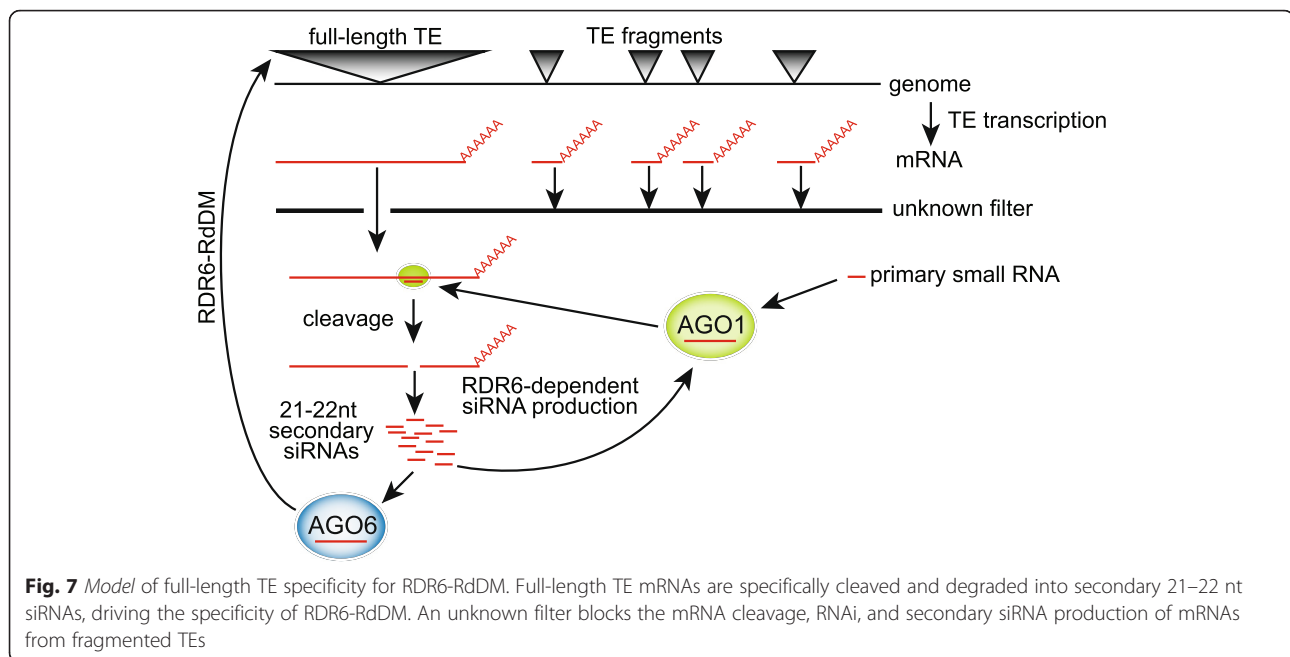 full-length TE
TE fragments
genome
TE transcription
AAAAAA
AAAAAA
AAAAAA
AAAAAA
AAAAAA
mRNA
unknown filter
RDR6-RdDM
AAAAAA
primary small RNA
cleavage
AGO1
AAAAAA
RDR6-dependent
siRNA production
21-22nt
secondary
siRNAs
AGO6
Fig. 7 Model of full-length TE specificity for RDR6-RdDM. Full-length TE mRNAs are specifically cleaved and degraded into secondary 21–22 nt
siRNAs, driving the specificity of RDR6-RdDM. An unknown filter blocks the mRNA cleavage, RNAi, and secondary siRNA production of mRNAs
from fragmented TEs